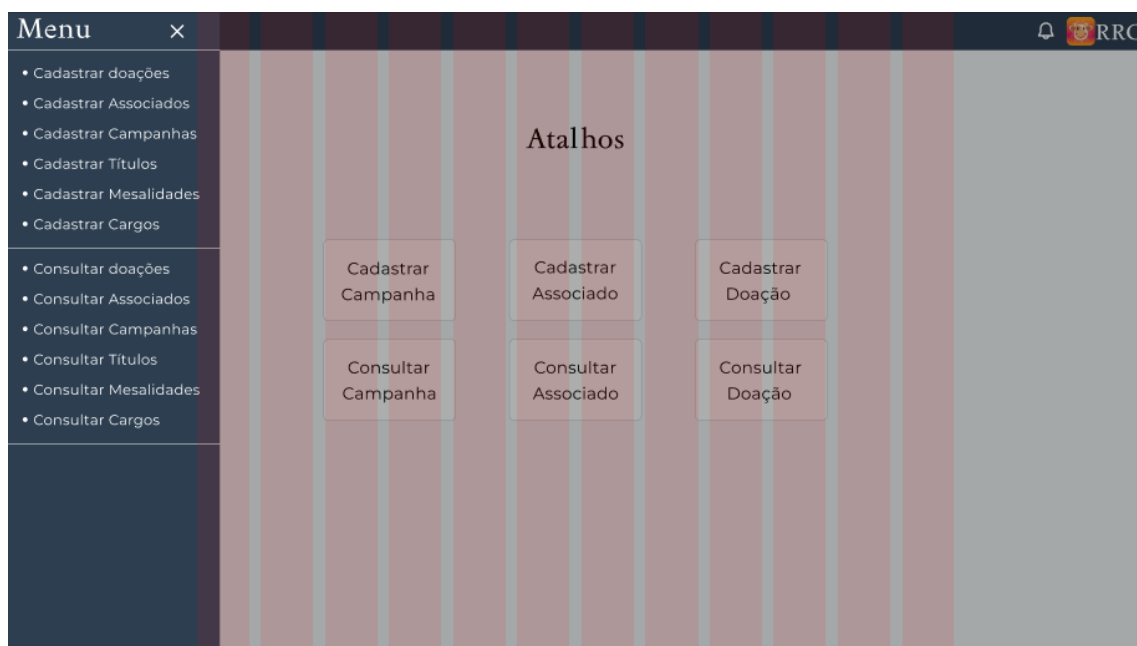 Menu ×
RRC
• Cadastrar doações
• Cadastrar Associados
• Cadastrar Campanhas
• Cadastrar Títulos
• Cadastrar Mesalidades
• Cadastrar Cargos
• Consultar doações
• Consultar Associados
• Consultar Campanhas
• Consultar Títulos
• Consultar Mesalidades
• Consultar Cargos
Atalhos
Cadastrar
Campanha
Cadastrar
Associado
Cadastrar
Doação
Consultar
Campanha
Consultar
Associado
Consultar
Doação